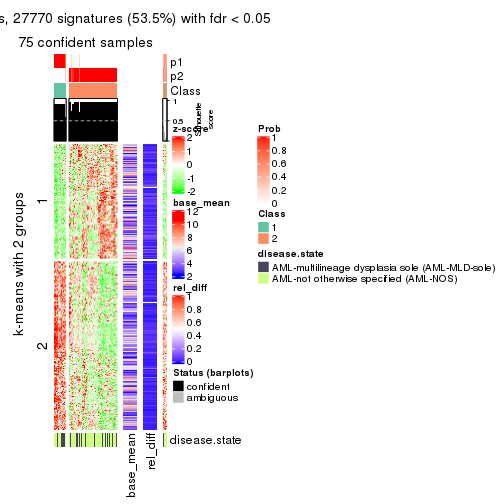 s, 27770 signatures (53.5%) with fdr < 0.05
75 confident samples
p1
p2
Class
1
0.5
Silhouette
score
z-score
2
1
0
-1
-2
base_mean
12
10
8
6
4
2
rel_diff
1
0.8
0.6
0.4
0.2
0
Status (barplots)
confident
ambiguous
Prob
1
0.8
0.6
0.4
0.2
0
Class
1
2
disease.state
AML-multilineage dysplasia sole (AML-MLD-sole)
AML-not otherwise specified (AML-NOS)
k-means with 2 groups
1
2
disease.state
base_mean
rel_diff